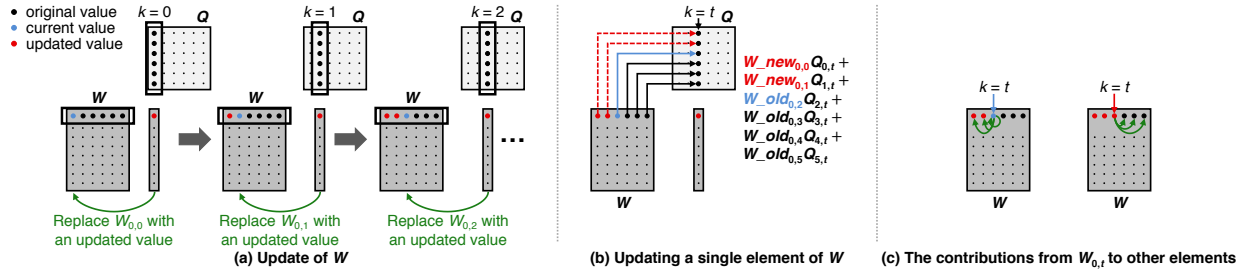 original value
current value
updated value
k = 0
Q
k = 1
k = 2
W
W
W
...
Replace W0,0 with
an updated value
Replace W0,1 with
an updated value
Replace W0,2 with
an updated value
(a) Update of W
k = t
Q
W_new0,0Q0,t +
W_new0,1Q1,t +
W_old0,2Q2,t +
W_old0,3Q3,t +
W_old0,4Q4,t +
W_old0,5Q5,t
W
(b) Updating a single element of W
k = t
k = t
W
W
(c) The contributions from W0,t to other elements